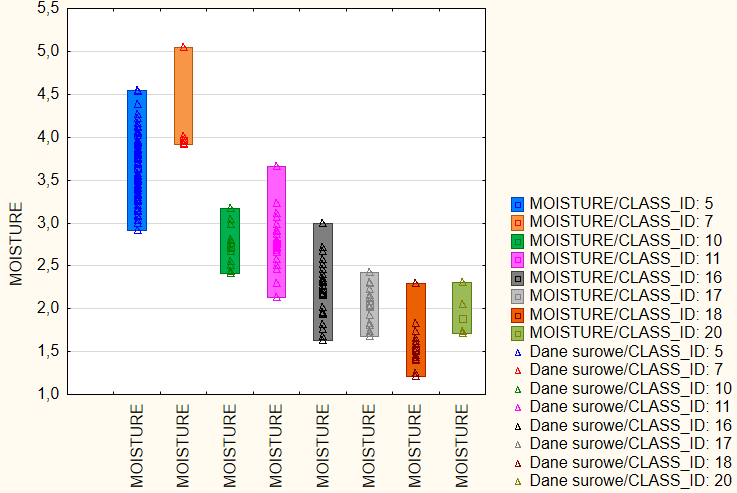 5,5
5,0
4,5
4,0
3,5
3,0
2,5
2,0
1,5
1,0
MOISTURE
MOISTURE
MOISTURE
MOISTURE
MOISTURE
MOISTURE
MOISTURE
MOISTURE
MOISTURE
MOISTURE/CLASS_ID: 5
MOISTURE/CLASS_ID: 7
MOISTURE/CLASS_ID: 10
MOISTURE/CLASS_ID: 11
MOISTURE/CLASS_ID: 16
MOISTURE/CLASS_ID: 17
MOISTURE/CLASS_ID: 18
MOISTURE/CLASS_ID: 20
Dane surowe/CLASS_ID: 5
Dane surowe/CLASS_ID: 7
Dane surowe/CLASS_ID: 10
Dane surowe/CLASS_ID: 11
Dane surowe/CLASS_ID: 16
Dane surowe/CLASS_ID: 17
Dane surowe/CLASS_ID: 18
Dane surowe/CLASS_ID: 20